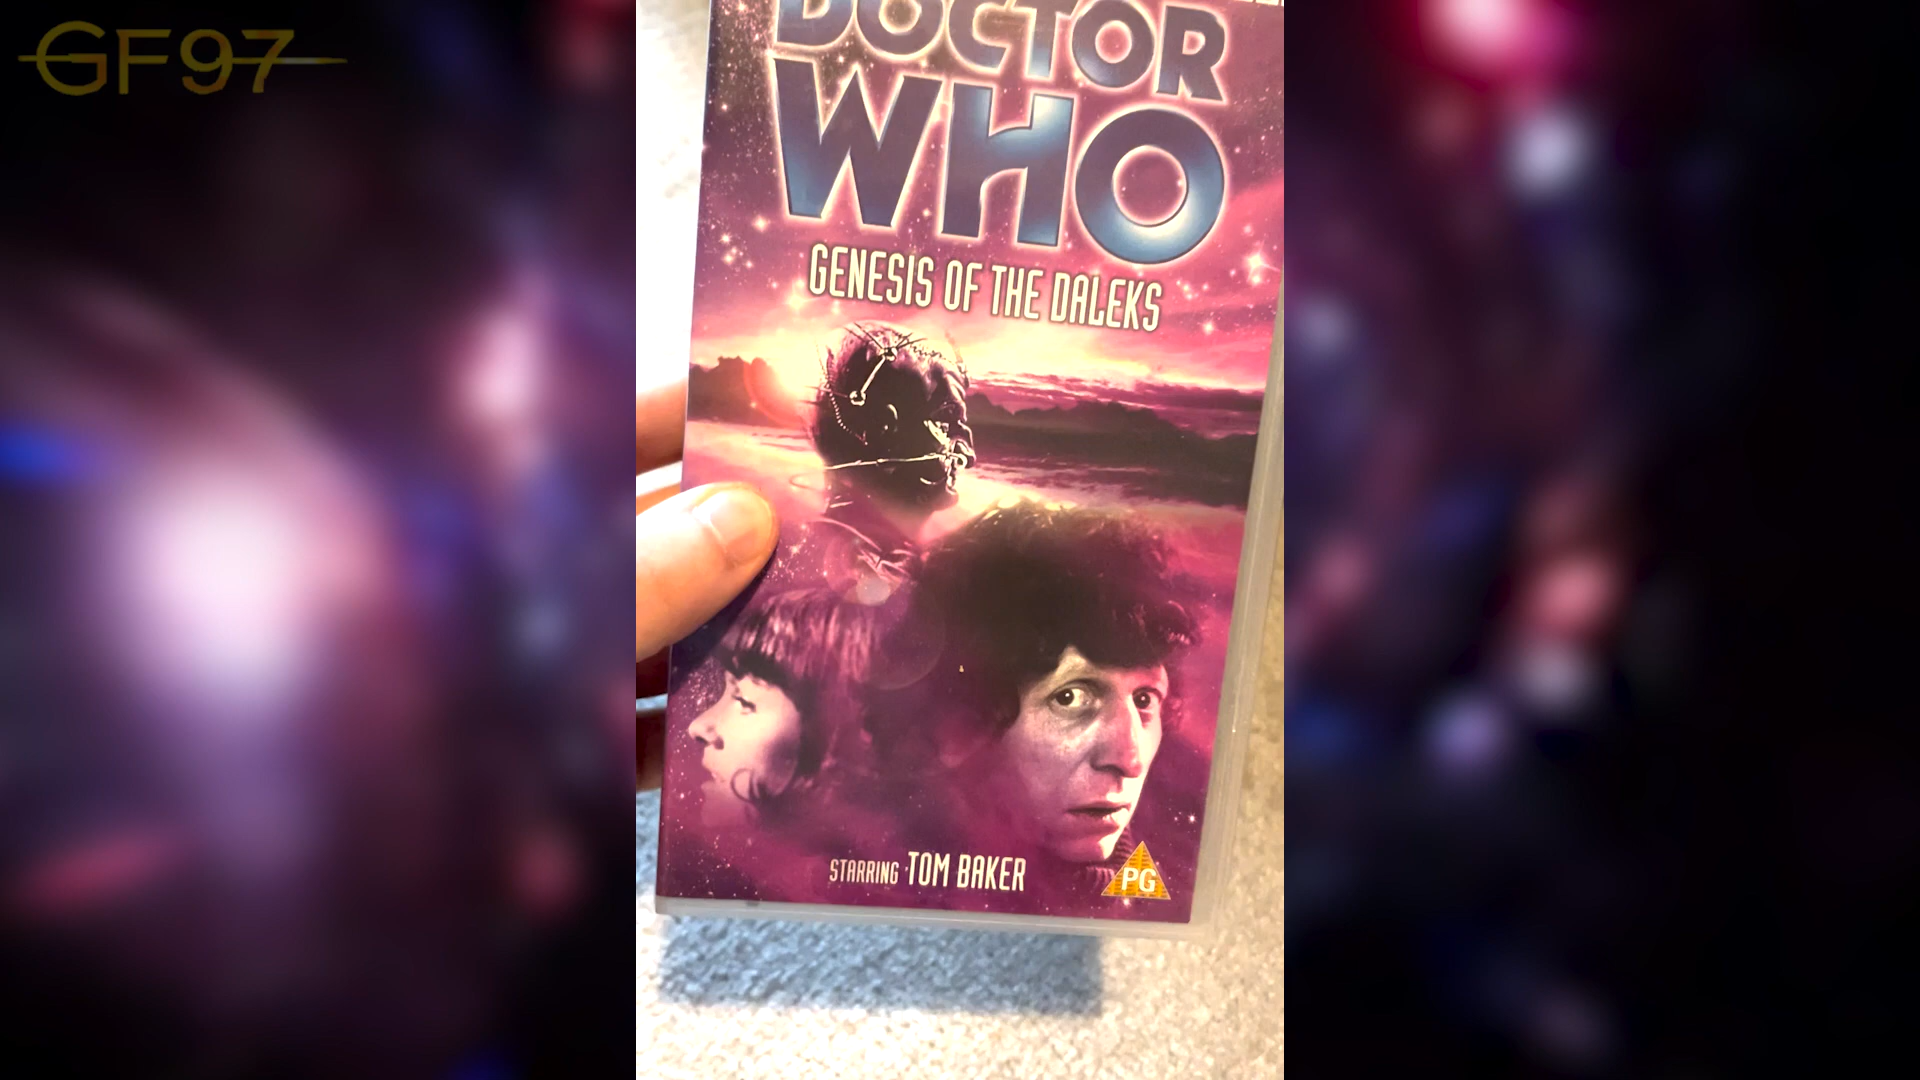 GF97
DOCTOR
WHO
GENESIS OF THE DALEKS
STARRING TOM BAKER
PG